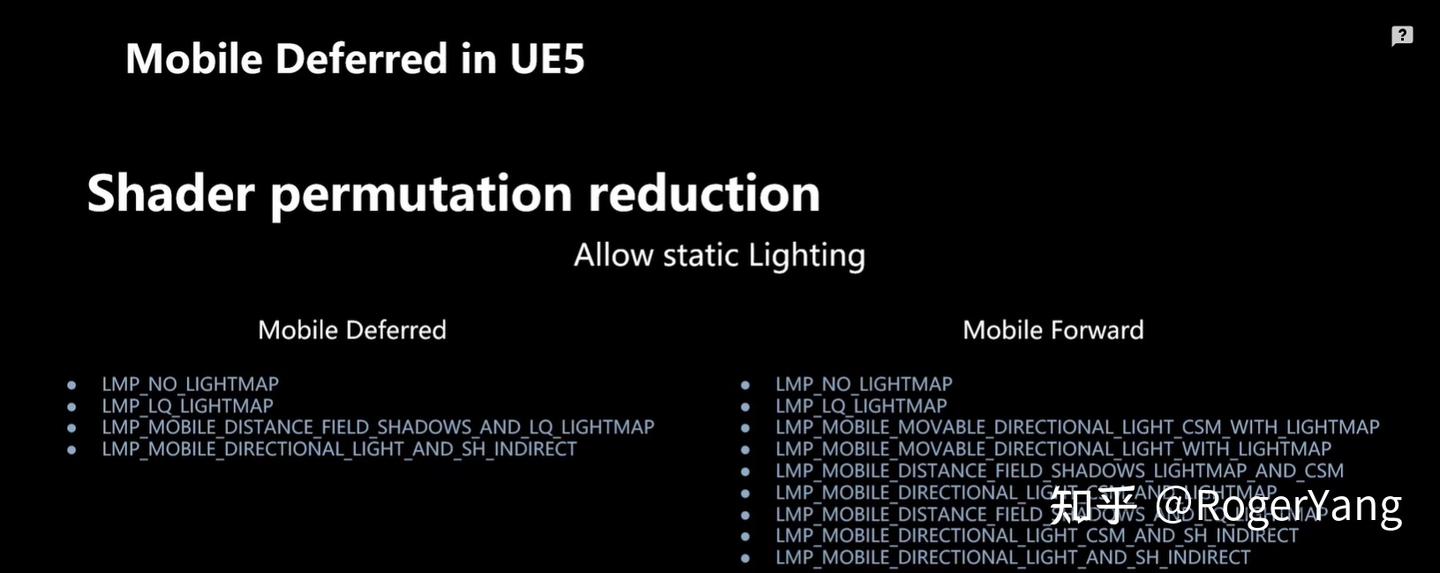 Mobile Deferred in UE5
Shader permutation reduction
Allow static Lighting
Mobile Deferred
• LMP_NO_LIGHTMAP
• LMP_LQ_LIGHTMAP
• LMP_MOBILE_DISTANCE_FIELD_SHADOWS_AND_LQ_LIGHTMAP
• LMP_MOBILE_DIRECTIONAL_LIGHT_AND_SH_INDIRECT
Mobile Forward
• LMP_NO_LIGHTMAP
• LMP_LQ_LIGHTMAP
• LMP_MOBILE_MOVABLE_DIRECTIONAL_LIGHT_CSM_WITH_LIGHTMAP
• LMP_MOBILE_MOVABLE_DIRECTIONAL_LIGHT_WITH_LIGHTMAP
• LMP_MOBILE_DISTANCE_FIELD_SHADOWS_LIGHTMAP_AND_CSM
• LMP_MOBILE_DIRECTIONAL_LIGHT_CSM_AND_LIGHTMAP
• LMP_MOBILE_DISTANCE_FIELD_SHADOWS_AND_LQ_LIGHTMAP
• LMP_MOBILE_DIRECTIONAL_LIGHT_CSM_AND_SH_INDIRECT
• LMP_MOBILE_DIRECTIONAL_LIGHT_AND_SH_INDIRECT
知乎 @RogerYang